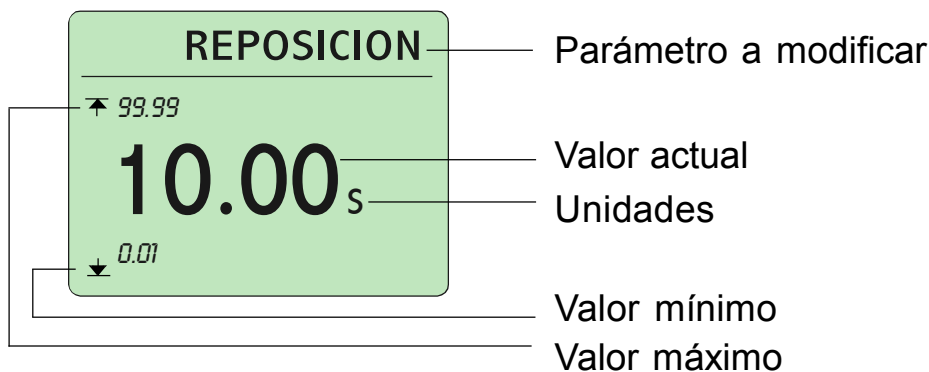 REPOSICION
Parámetro a modificar
99.99
10.00 s
Valor actual
Unidades
0.01
Valor mínimo
Valor máximo